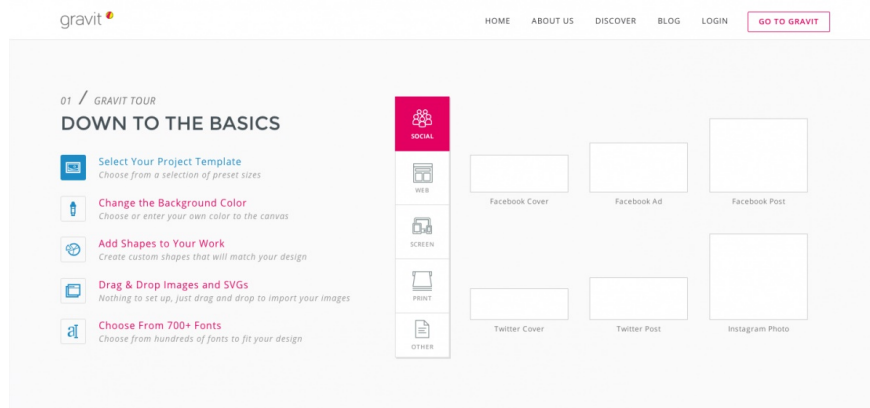 gravit
HOME ABOUT US DISCOVER BLOG LOGIN GO TO GRAVIT
01 / GRAVIT TOUR
DOWN TO THE BASICS
Select Your Project Template
Choose from a selection of preset sizes
Change the Background Color
Choose or enter your own color to the canvas
Add Shapes to Your Work
Create custom shapes that will match your design
Drag & Drop Images and SVGs
Nothing to set up, just drag and drop to import your images
Choose From 700+ Fonts
Choose from hundreds of fonts to fit your design
SOCIAL
WEB
SCREEN
PRINT
OTHER
Facebook Cover
Facebook Ad
Facebook Post
Twitter Cover
Twitter Post
Instagram Photo